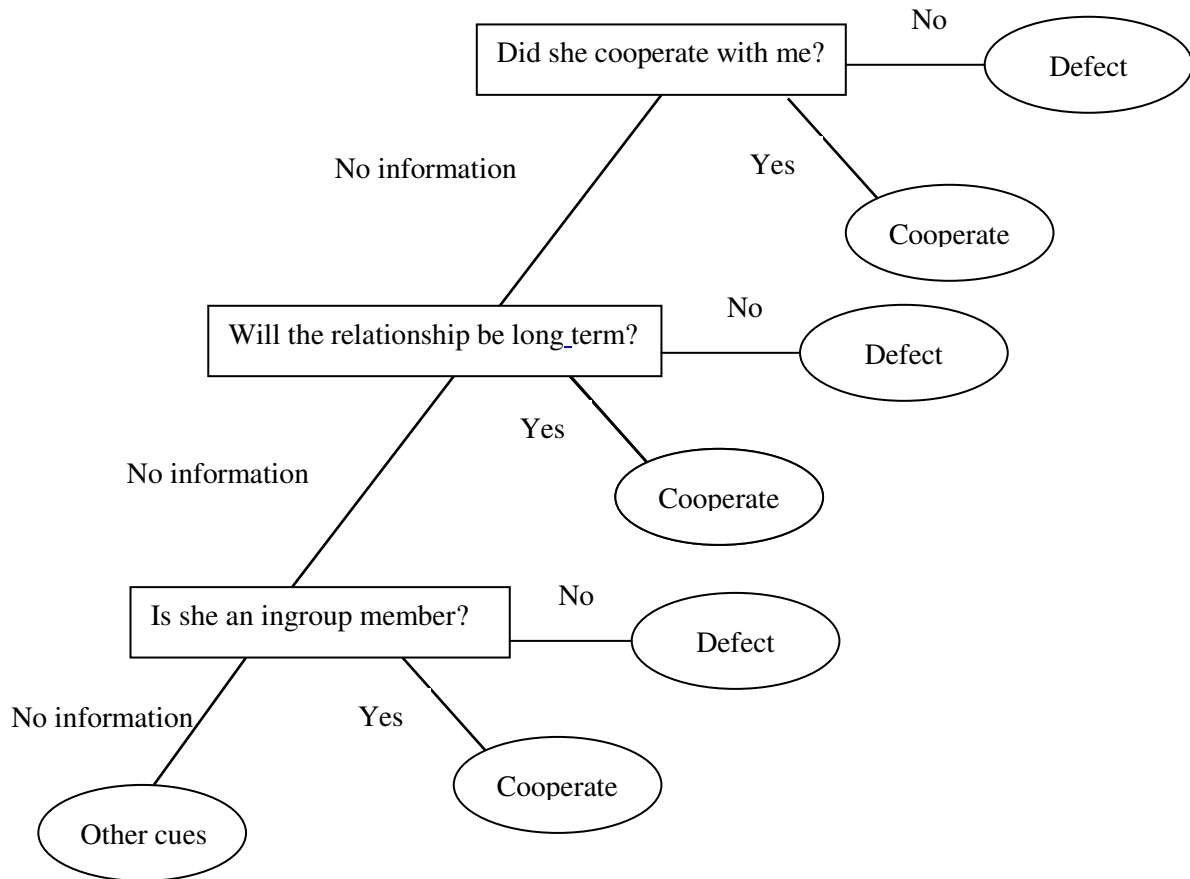 No
Did she cooperate with me?
Defect
No information
Yes
Cooperate
No
Will the relationship be long term?
Defect
Yes
No information
Cooperate
No
Is she an ingroup member?
Defect
No information
Yes
Cooperate
Other cues